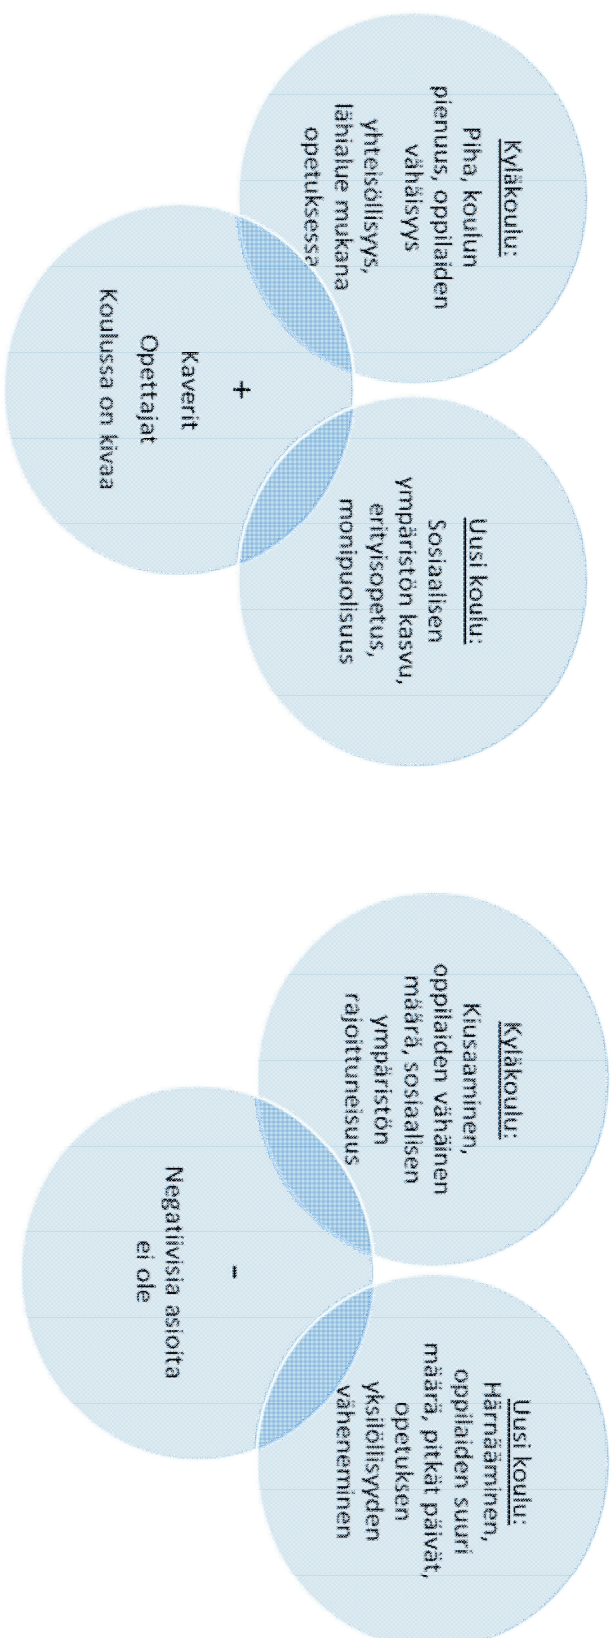 Kyläkoulu:
Piha, koulun
pienuus, oppilaiden
vähäisyys
yhteisöllisyys,
lähialue mukana
opetuksessa
Uusi koulu:
Sosiaalisen
ympäristön kasvu,
erityisopetus,
monipuolisuus
+
Kaverit
Opettajat
Koulussa on kivaa
Kyläkoulu:
Kiusaaminen,
oppilaiden vähäinen
määrä, sosiaalisen
ympäristön
rajoittuneisuus
Uusi koulu:
Härnääminen,
oppilaiden suuri
määrä, pitkät päivät,
opetuksen
yksilöllisyyden
väheneminen
-
Negatiivisia asioita
ei ole